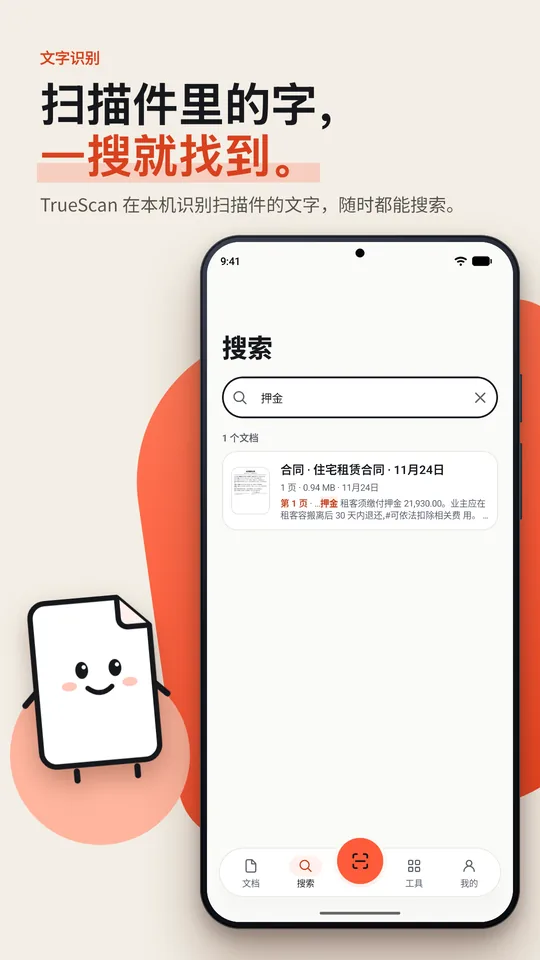 文字识别
扫描件里的字，
一搜就找到。
TrueScan 在本机识别扫描件的文字，随时都能搜索。
9:41
搜索
押金
1 个文档
合同 · 住宅租赁合同 · 11月24日
1 页 · 0.94 MB · 11月24日
第 1 页 · ...押金 租客须缴付押金 21,930.00。业主应在
租客容搬离后 30 天内退还,#可依法扣除相关费 用。 ...
文档
搜索
工具
我的